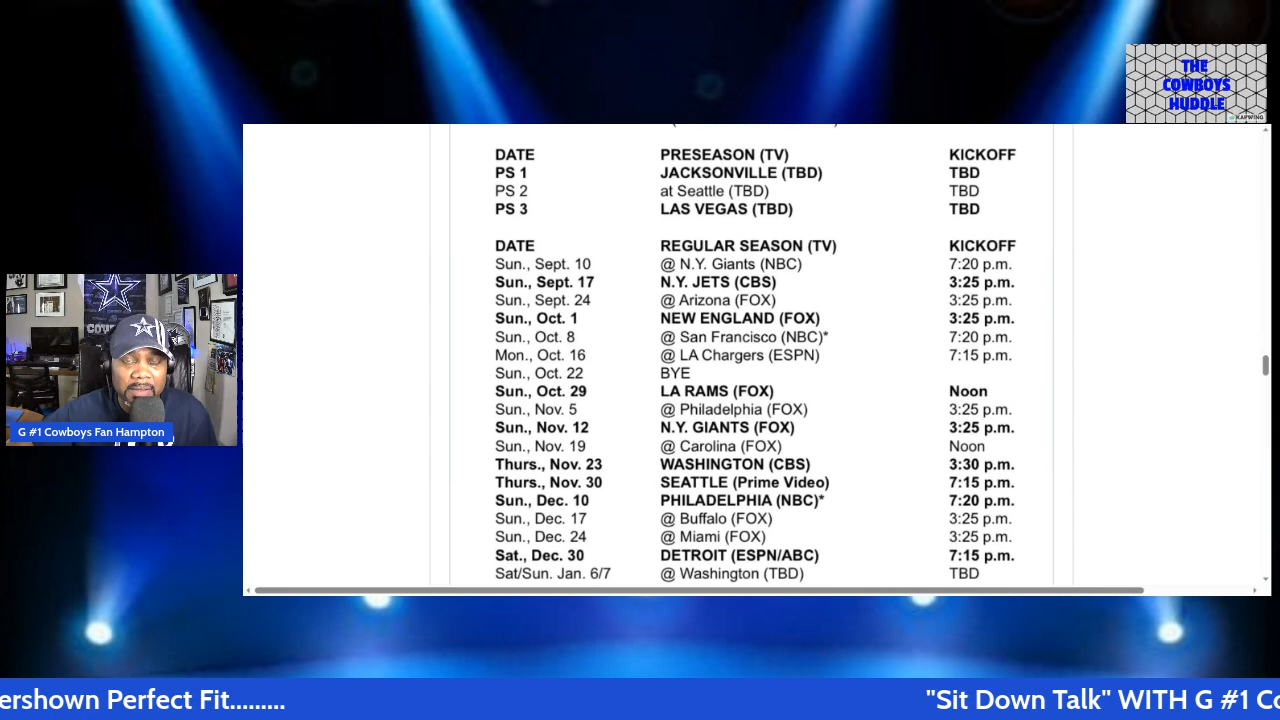 THE
COWBOYS
HUDDLE
KAPWING
DATE PRESEASON (TV) KICKOFF
PS 1 JACKSONVILLE (TBD) TBD
PS 2 at Seattle (TBD) TBD
PS 3 LAS VEGAS (TBD) TBD
DATE REGULAR SEASON (TV) KICKOFF
Sun., Sept. 10 @ N.Y. Giants (NBC) 7:20 p.m.
Sun., Sept. 17 N.Y. JETS (CBS) 3:25 p.m.
Sun., Sept. 24 @ Arizona (FOX) 3:25 p.m.
Sun., Oct. 1 NEW ENGLAND (FOX) 3:25 p.m.
Sun., Oct. 8 @ San Francisco (NBC)* 7:20 p.m.
Mon., Oct. 16 @ LA Chargers (ESPN) 7:15 p.m.
Sun., Oct. 22 BYE
Sun., Oct. 29 LA RAMS (FOX) Noon
Sun., Nov. 5 @ Philadelphia (FOX) 3:25 p.m.
Sun., Nov. 12 N.Y. GIANTS (FOX) 3:25 p.m.
Sun., Nov. 19 @ Carolina (FOX) Noon
Thurs., Nov. 23 WASHINGTON (CBS) 3:30 p.m.
Thurs., Nov. 30 SEATTLE (Prime Video) 7:15 p.m.
Sun., Dec. 10 PHILADELPHIA (NBC)* 7:20 p.m.
Sun., Dec. 17 @ Buffalo (FOX) 3:25 p.m.
Sun., Dec. 24 @ Miami (FOX) 3:25 p.m.
Sat., Dec. 30 DETROIT (ESPN/ABC) 7:15 p.m.
Sat/Sun. Jan. 6/7 @ Washington (TBD) TBD
G #1 Cowboys Fan Hampton
ershown Perfect Fit......... "Sit Down Talk" WITH G #1 Co